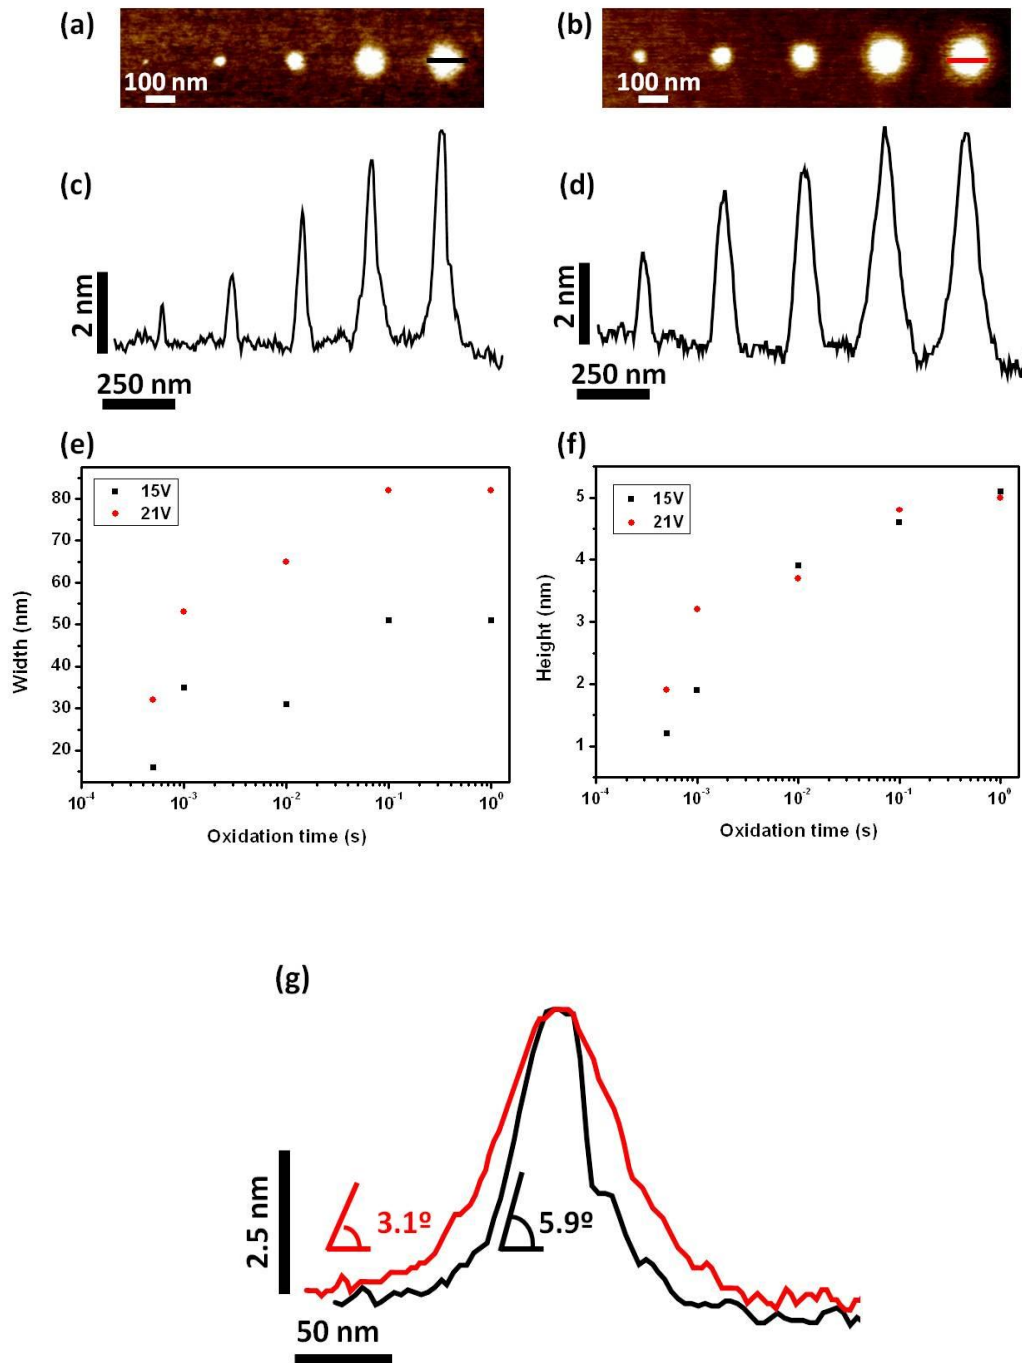 (a)
100 nm
(b)
100 nm
(c)
2 nm
250 nm
(d)
2 nm
250 nm
(e)
15V
21V
80
70
60
50
40
30
20
Width (nm)
10⁻⁴ 10⁻³ 10⁻² 10⁻¹ 10⁰
Oxidation time (s)
(f)
15V
21V
5
4
3
2
1
Height (nm)
10⁻⁴ 10⁻³ 10⁻² 10⁻¹ 10⁰
Oxidation time (s)
(g)
2.5 nm
3.1º
5.9º
50 nm